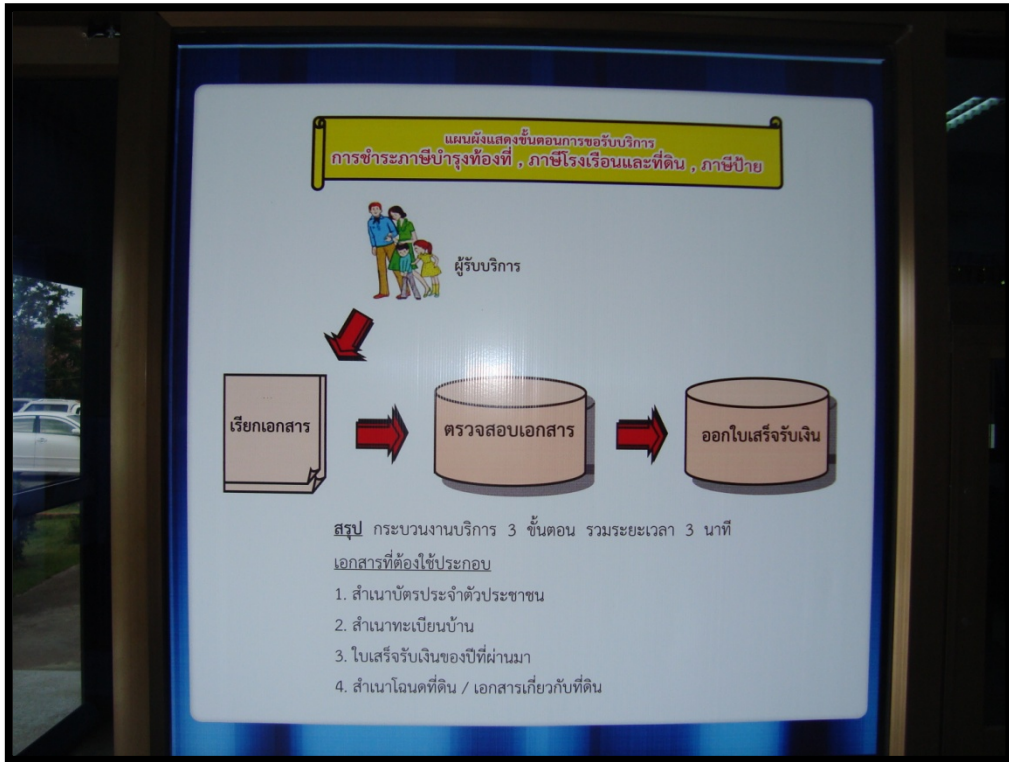 แผนผังแสดงขั้นตอนการขอรับบริการ
การชำระภาษีบำรุงท้องที่ , ภาษีโรงเรือนและที่ดิน , ภาษีป้าย
ผู้รับบริการ
เรียกเอกสาร
ตรวจสอบเอกสาร
ออกใบเสร็จรับเงิน
สรุป กระบวนงานบริการ 3 ขั้นตอน รวมระยะเวลา 3 นาที
เอกสารที่ต้องใช้ประกอบ
1. สำเนาบัตรประจำตัวประชาชน
2. สำเนาทะเบียนบ้าน
3. ใบเสร็จรับเงินของปีที่ผ่านมา
4. สำเนาโฉนดที่ดิน / เอกสารเกี่ยวกับที่ดิน